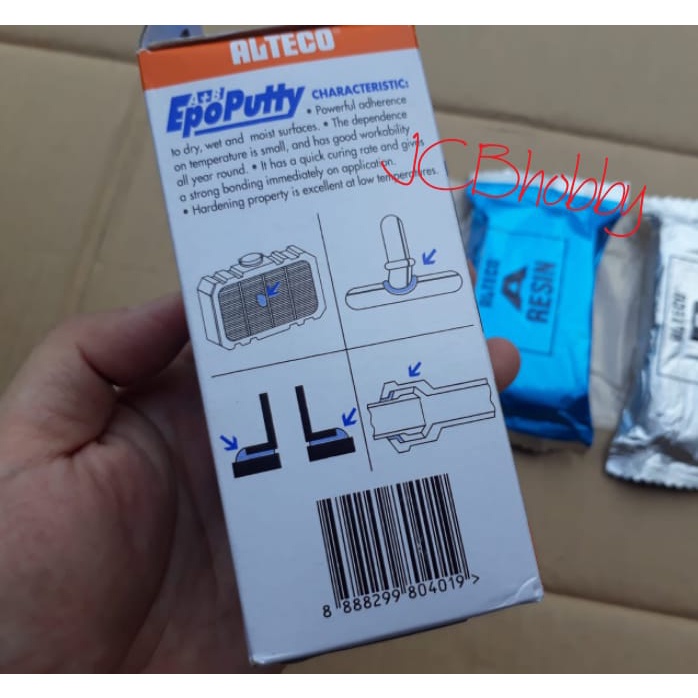 ALTECO
A+B
EpoPutty CHARACTERISTIC:
• Powerful adherence
to dry, wet and moist surfaces. • The dependence
on temperature is small, and has good workability
all year round. • It has a quick curing rate and gives
a strong bonding immediately on application.
• Hardening property is excellent at low temperatures.
JCBhobby
ALTECO
A
RESIN
ALTECO
8 888299 804019 >